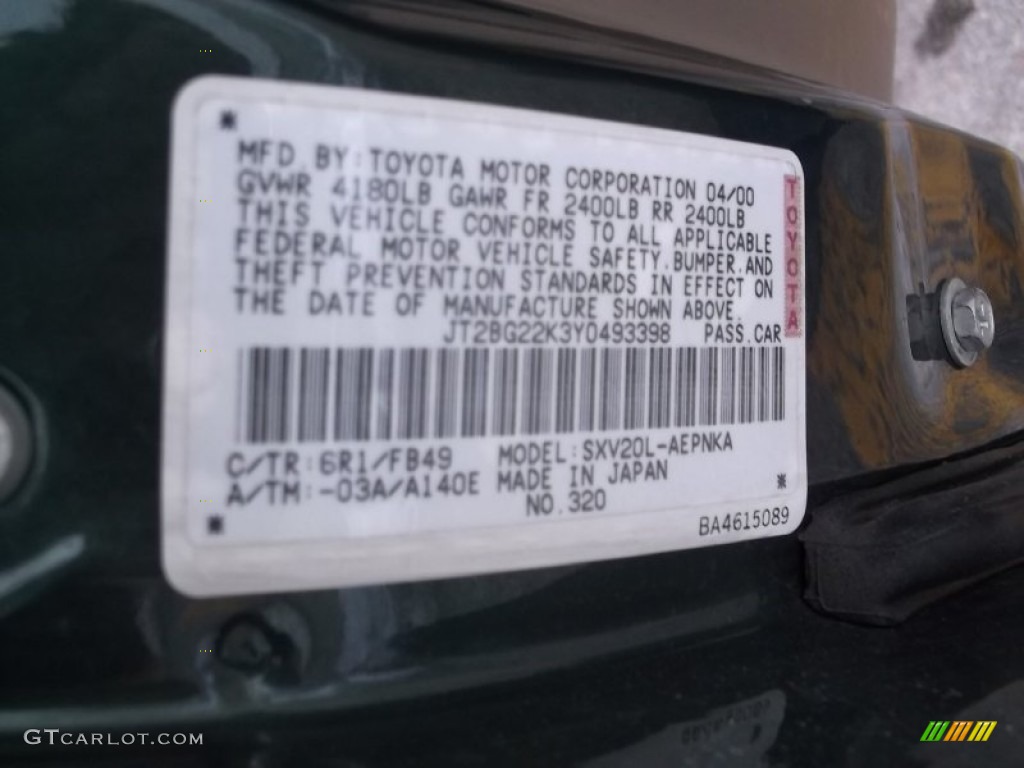 MFD. BY: TOYOTA MOTOR CORPORATION 04/00
GVWR 4180LB GAWR FR 2400LB RR 2400LB
THIS VEHICLE CONFORMS TO ALL APPLICABLE
FEDERAL MOTOR VEHICLE SAFETY, BUMPER, AND
THEFT PREVENTION STANDARDS IN EFFECT ON
THE DATE OF MANUFACTURE SHOWN ABOVE.
JT2BG22K3Y0493398 PASS. CAR
TOYOTA
C/TR: 6R1/FB49 MODEL: SXV20L-AEPNKA
A/TM: -03A/A140E MADE IN JAPAN
NO. 320
BA4615089
GTCARLOT.COM